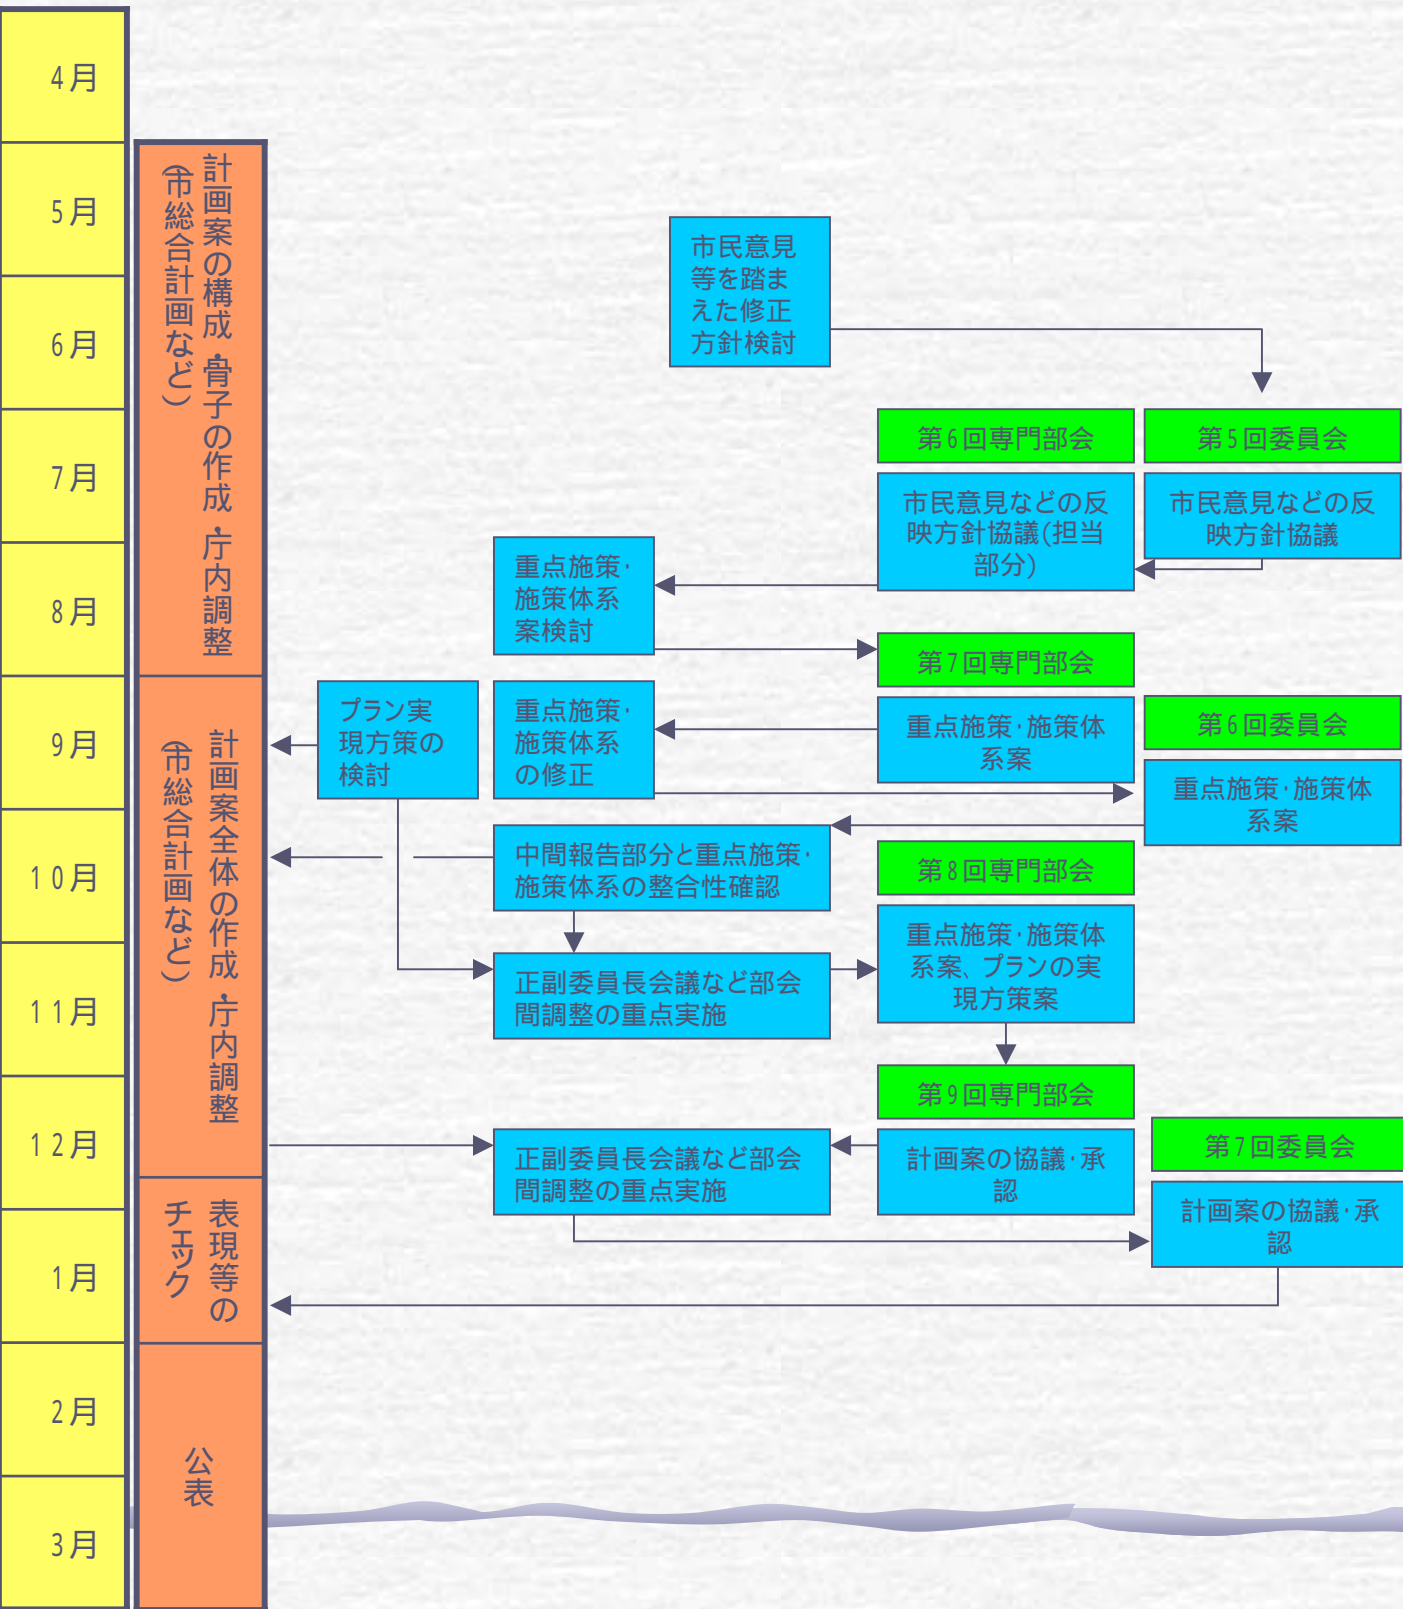 4月
5月
6月
7月
8月
9月
10月
11月
12月
1月
2月
3月
計画案の構成・骨子の作成・庁内調整
(市総合計画など)
計画案全体の作成・庁内調整
(市総合計画など)
表現等の
チェック
公表
市民意見
等を踏ま
えた修正
方針検討
第6回専門部会
第5回委員会
市民意見などの反
映方針協議(担当
部分)
市民意見などの反
映方針協議
重点施策・
施策体系
案検討
第7回専門部会
プラン実
現方策の
検討
重点施策・
施策体系
の修正
重点施策・施策体
系案
第6回委員会
重点施策・施策体
系案
中間報告部分と重点施策・
施策体系の整合性確認
第8回専門部会
重点施策・施策体
系案、プランの実
現方策案
正副委員長会議など部会
間調整の重点実施
第9回専門部会
正副委員長会議など部会
間調整の重点実施
計画案の協議・承
認
第7回委員会
計画案の協議・承
認